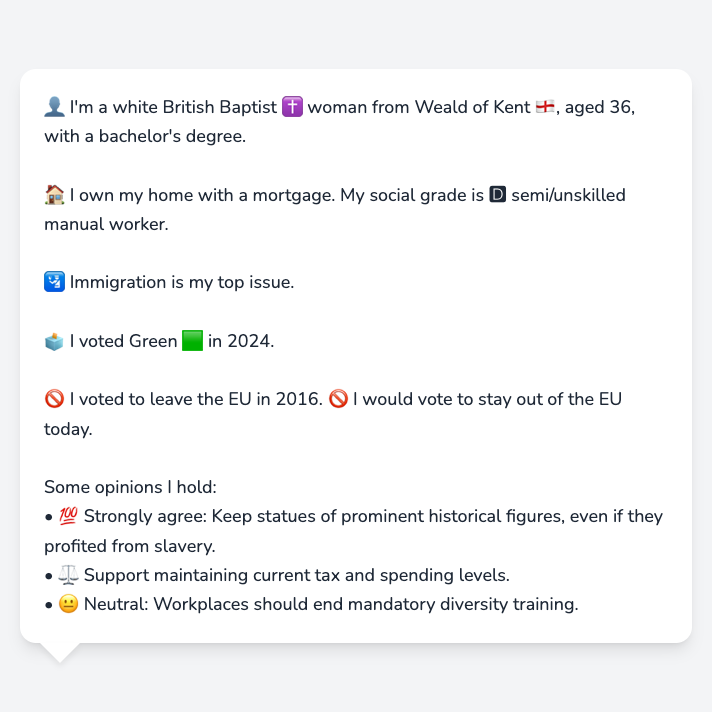 👤 I'm a white British Baptist ✝️ woman from Weald of Kent 🏴󠁧󠁢󠁥󠁮󠁧󠁿, aged 36,
with a bachelor's degree.
🏠 I own my home with a mortgage. My social grade is 🅳 semi/unskilled
manual worker.
🛂 Immigration is my top issue.
🗳️ I voted Green 🟩 in 2024.
🚫 I voted to leave the EU in 2016. 🚫 I would vote to stay out of the EU
today.
Some opinions I hold:
• 💯 Strongly agree: Keep statues of prominent historical figures, even if they
profited from slavery.
• ⚖️ Support maintaining current tax and spending levels.
• 😐 Neutral: Workplaces should end mandatory diversity training.